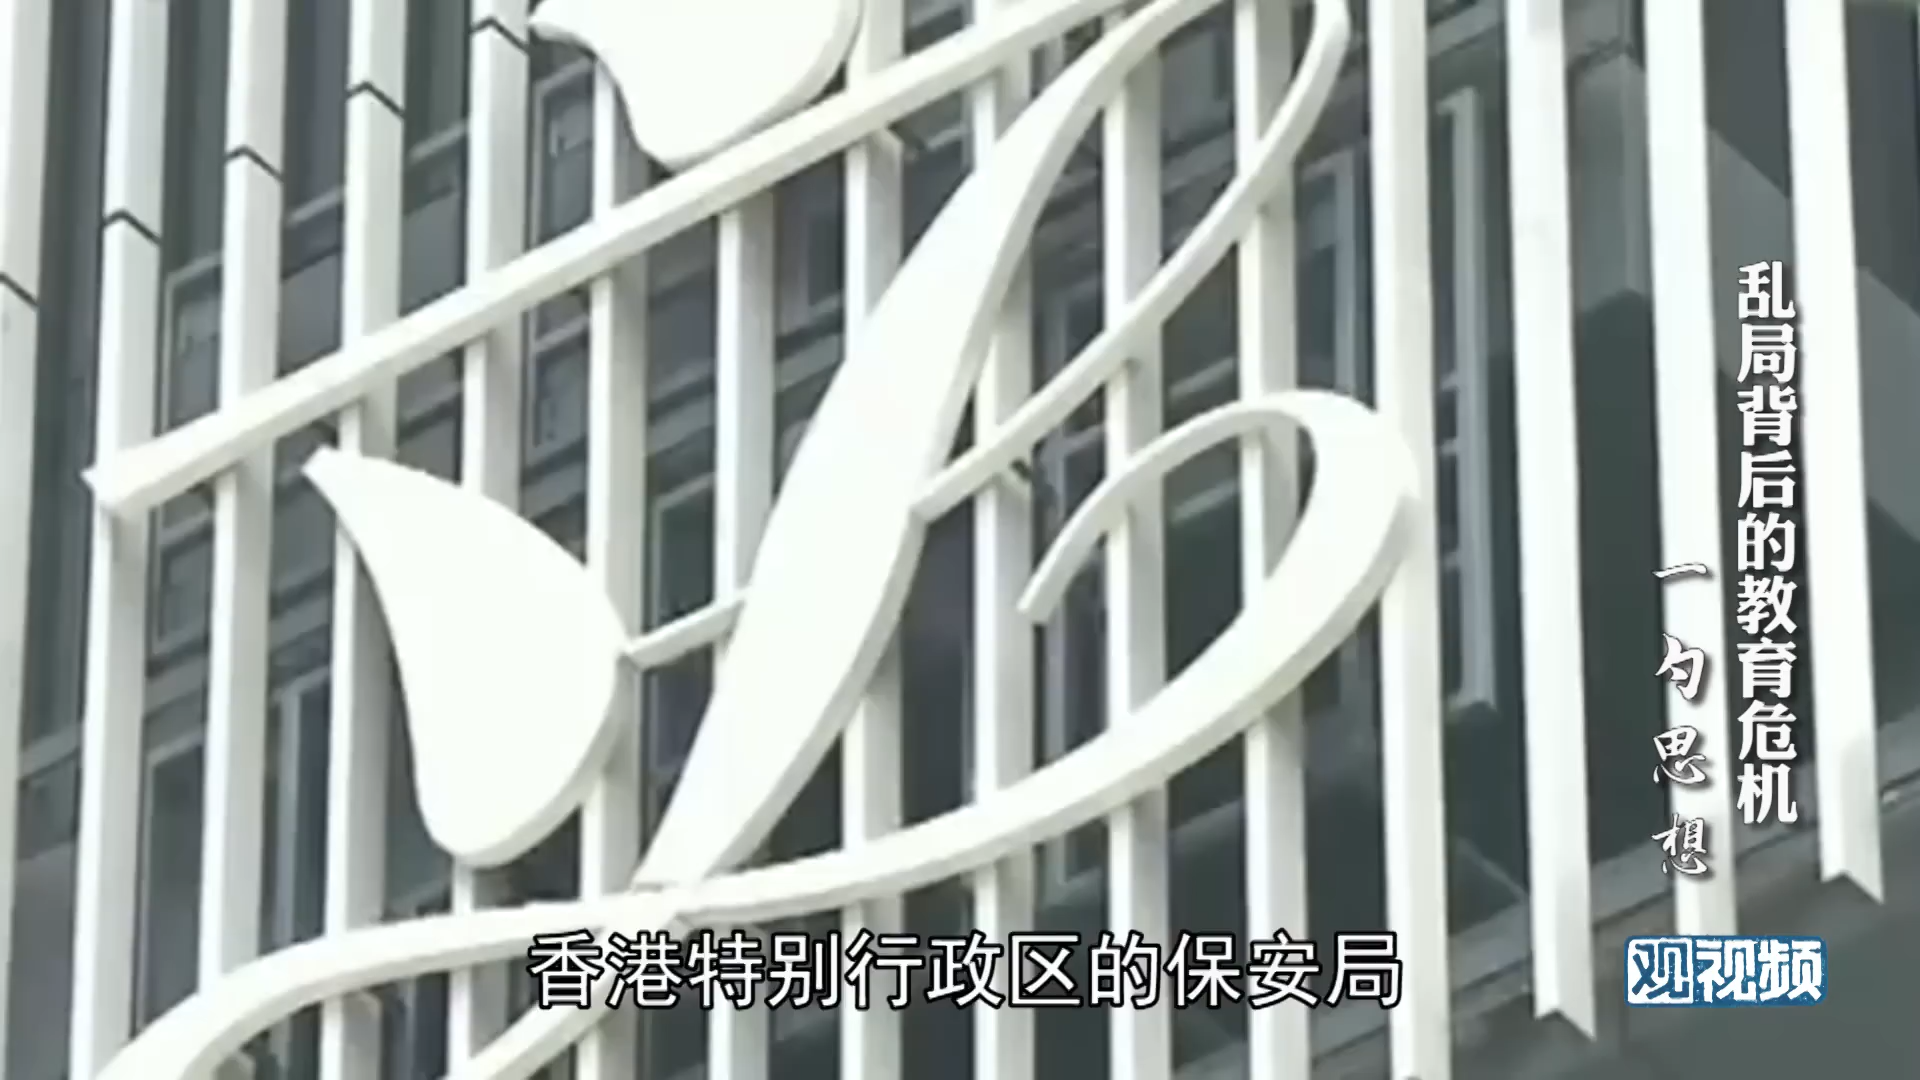 乱局背后的教育危机
一勺思想
香港特别行政区的保安局
观视频